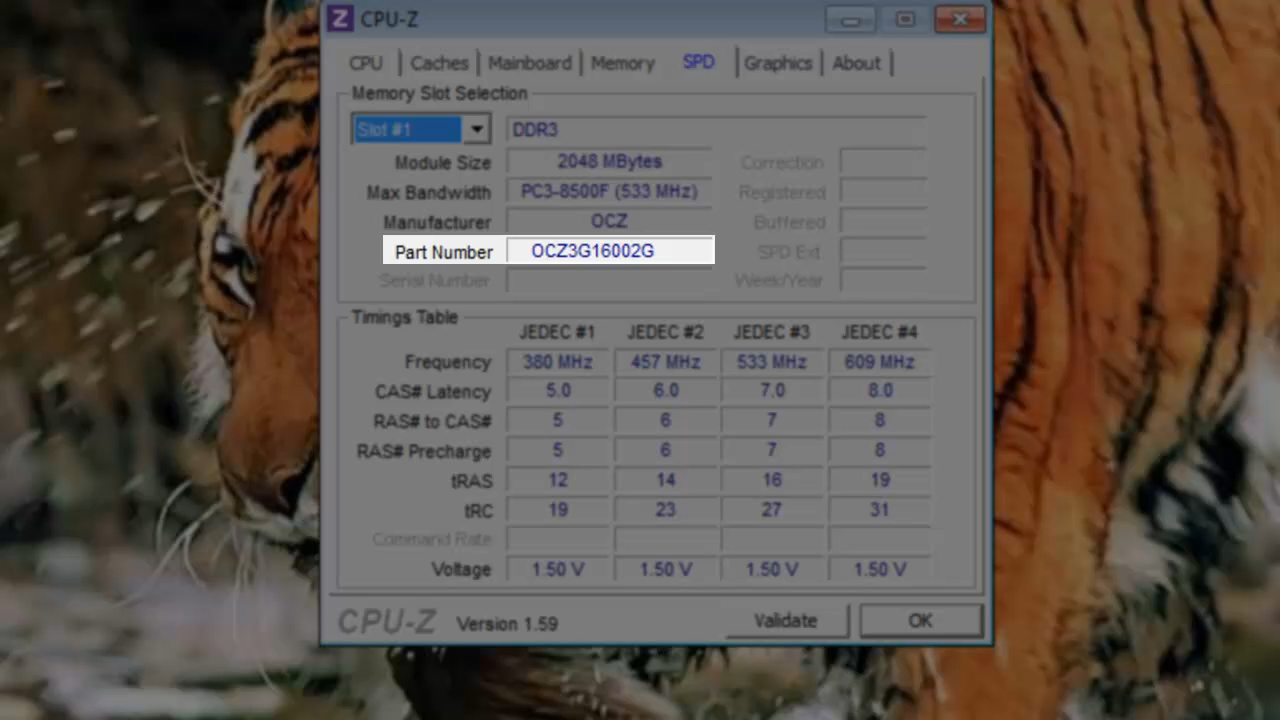 Z CPU-Z
CPU Caches Mainboard Memory SPD Graphics About
Memory Slot Selection
Slot #1 DDR3
Module Size 2048 MBytes Correction
Max Bandwidth PC3-8500F (533 MHz) Registered
Manufacturer OCZ Buffered
Part Number OCZ3G16002G SPD Ext.
Serial Number Week/Year
Timings Table
JEDEC #1 JEDEC #2 JEDEC #3 JEDEC #4
Frequency 380 MHz 457 MHz 533 MHz 609 MHz
CAS# Latency 5.0 6.0 7.0 8.0
RAS# to CAS# 5 6 7 8
RAS# Precharge 5 6 7 8
tRAS 12 14 16 19
tRC 19 23 27 31
Command Rate
Voltage 1.50 V 1.50 V 1.50 V 1.50 V
CPU-Z Version 1.59 Validate OK